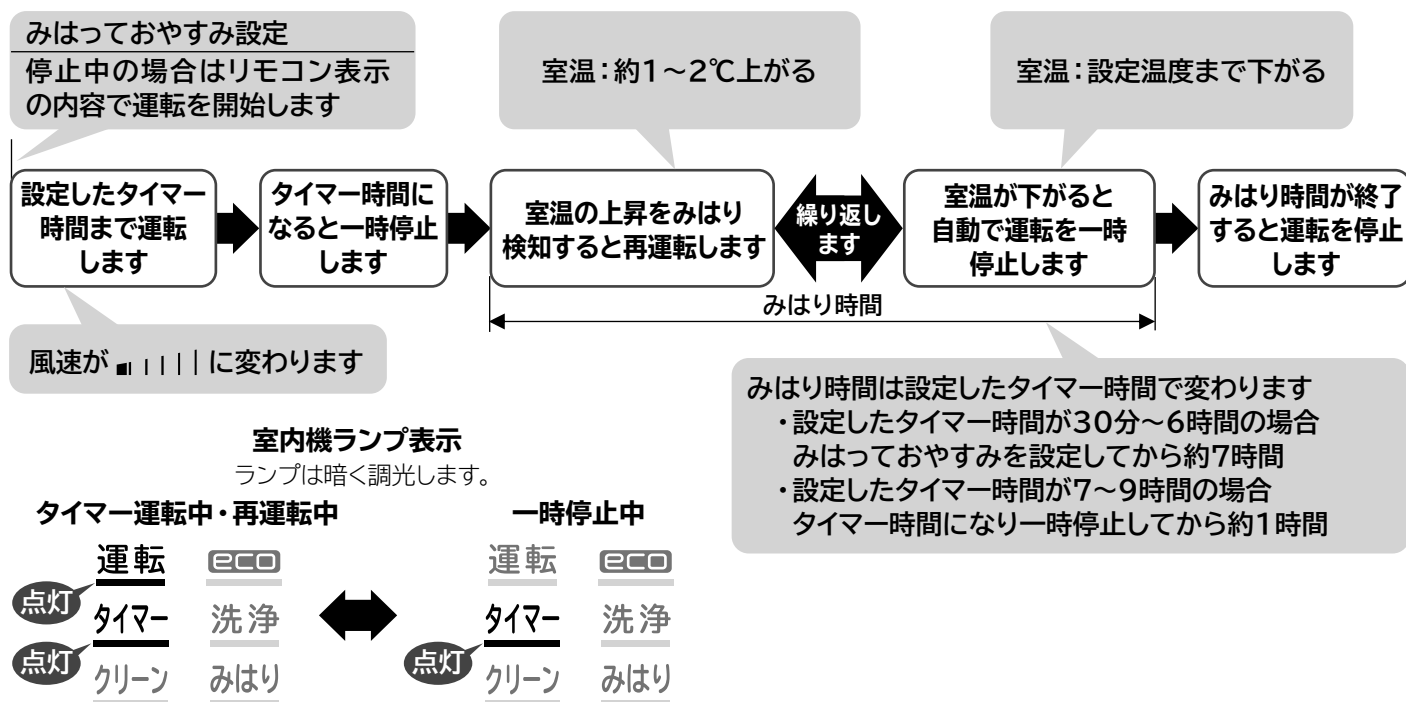 みはっておやすみ設定
停止中の場合はリモコン表示
の内容で運転を開始します
室温：約1～2℃上がる
室温：設定温度まで下がる
設定したタイマー
時間まで運転
します
タイマー時間に
なると一時停止
します
室温の上昇をみはり
検知すると再運転します
繰り返し
ます
室温が下がると
自動で運転を一時
停止します
みはり時間が終了
すると運転を停止
します
みはり時間
風速が に変わります
みはり時間は設定したタイマー時間で変わります
・設定したタイマー時間が30分～6時間の場合
みはっておやすみを設定してから約7時間
・設定したタイマー時間が7～9時間の場合
タイマー時間になり一時停止してから約1時間
室内機ランプ表示
ランプは暗く調光します。
タイマー運転中・再運転中
運転 eco
点灯
タイマー 洗浄
点灯
クリーン みはり
一時停止中
運転 eco
タイマー 洗浄
点灯
クリーン みはり